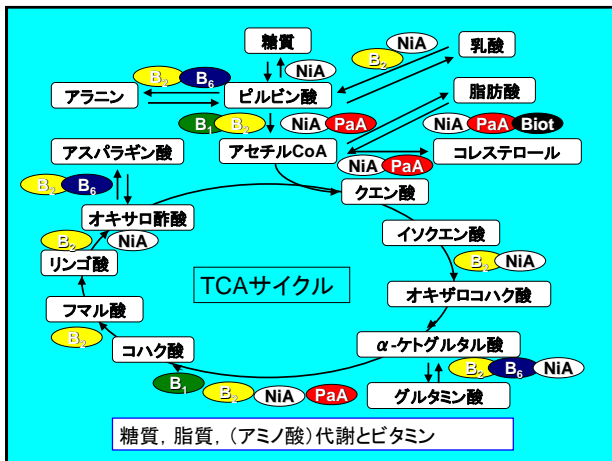 糖質
NiA
B2 NiA
乳酸
B2 B6
アラニン
ピルビン酸
脂肪酸
B1 B2
NiA PaA
NiA PaA Biot
アスパラギン酸
アセチルCoA
コレステロール
NiA PaA
B2 B6
クエン酸
オキサロ酢酸
イソクエン酸
B2 NiA
リンゴ酸
B2 NiA
TCAサイクル
オキザロコハク酸
フマル酸
B2
α-ケトグルタル酸
コハク酸
B2 B6 NiA
B1 B2 NiA PaA
グルタミン酸
糖質,脂質,(アミノ酸)代謝とビタミン